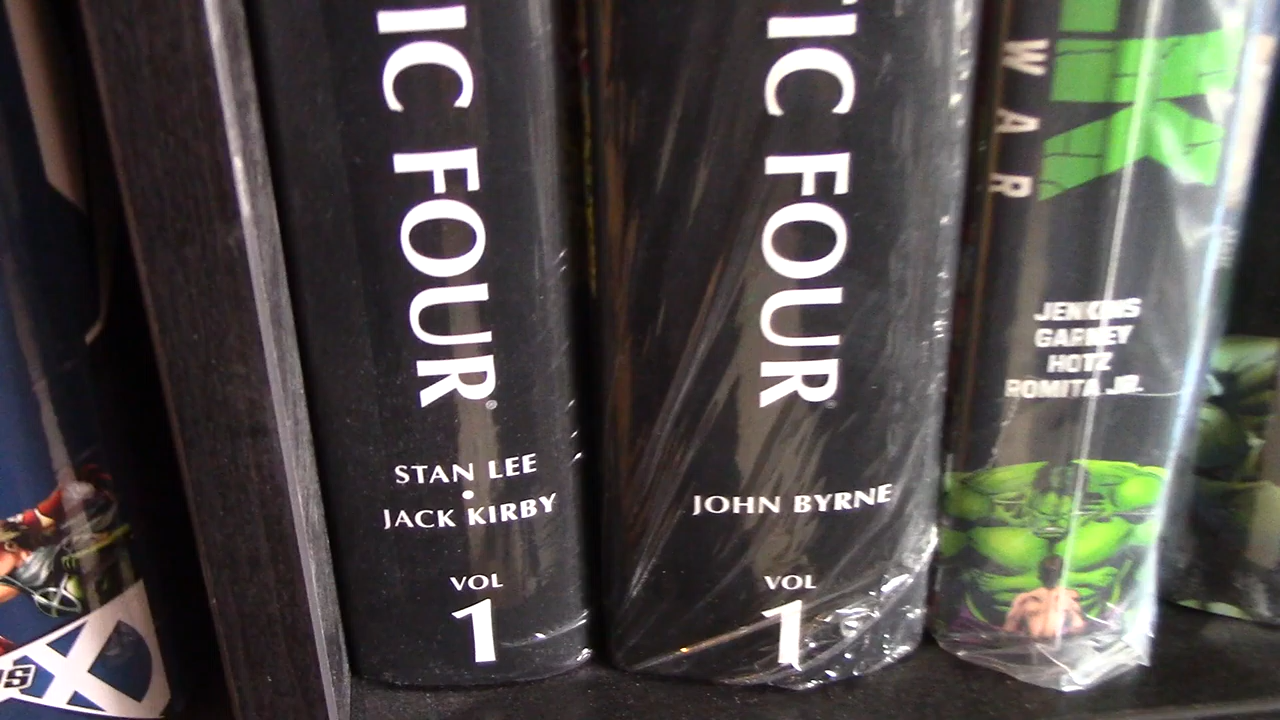 IC FOUR®
STAN LEE
•
JACK KIRBY
VOL
1
TIC FOUR
JOHN BYRNE
VOL
1
K
WAR
JENKINS
GARNEY
HOTZ
ROMITA JR.